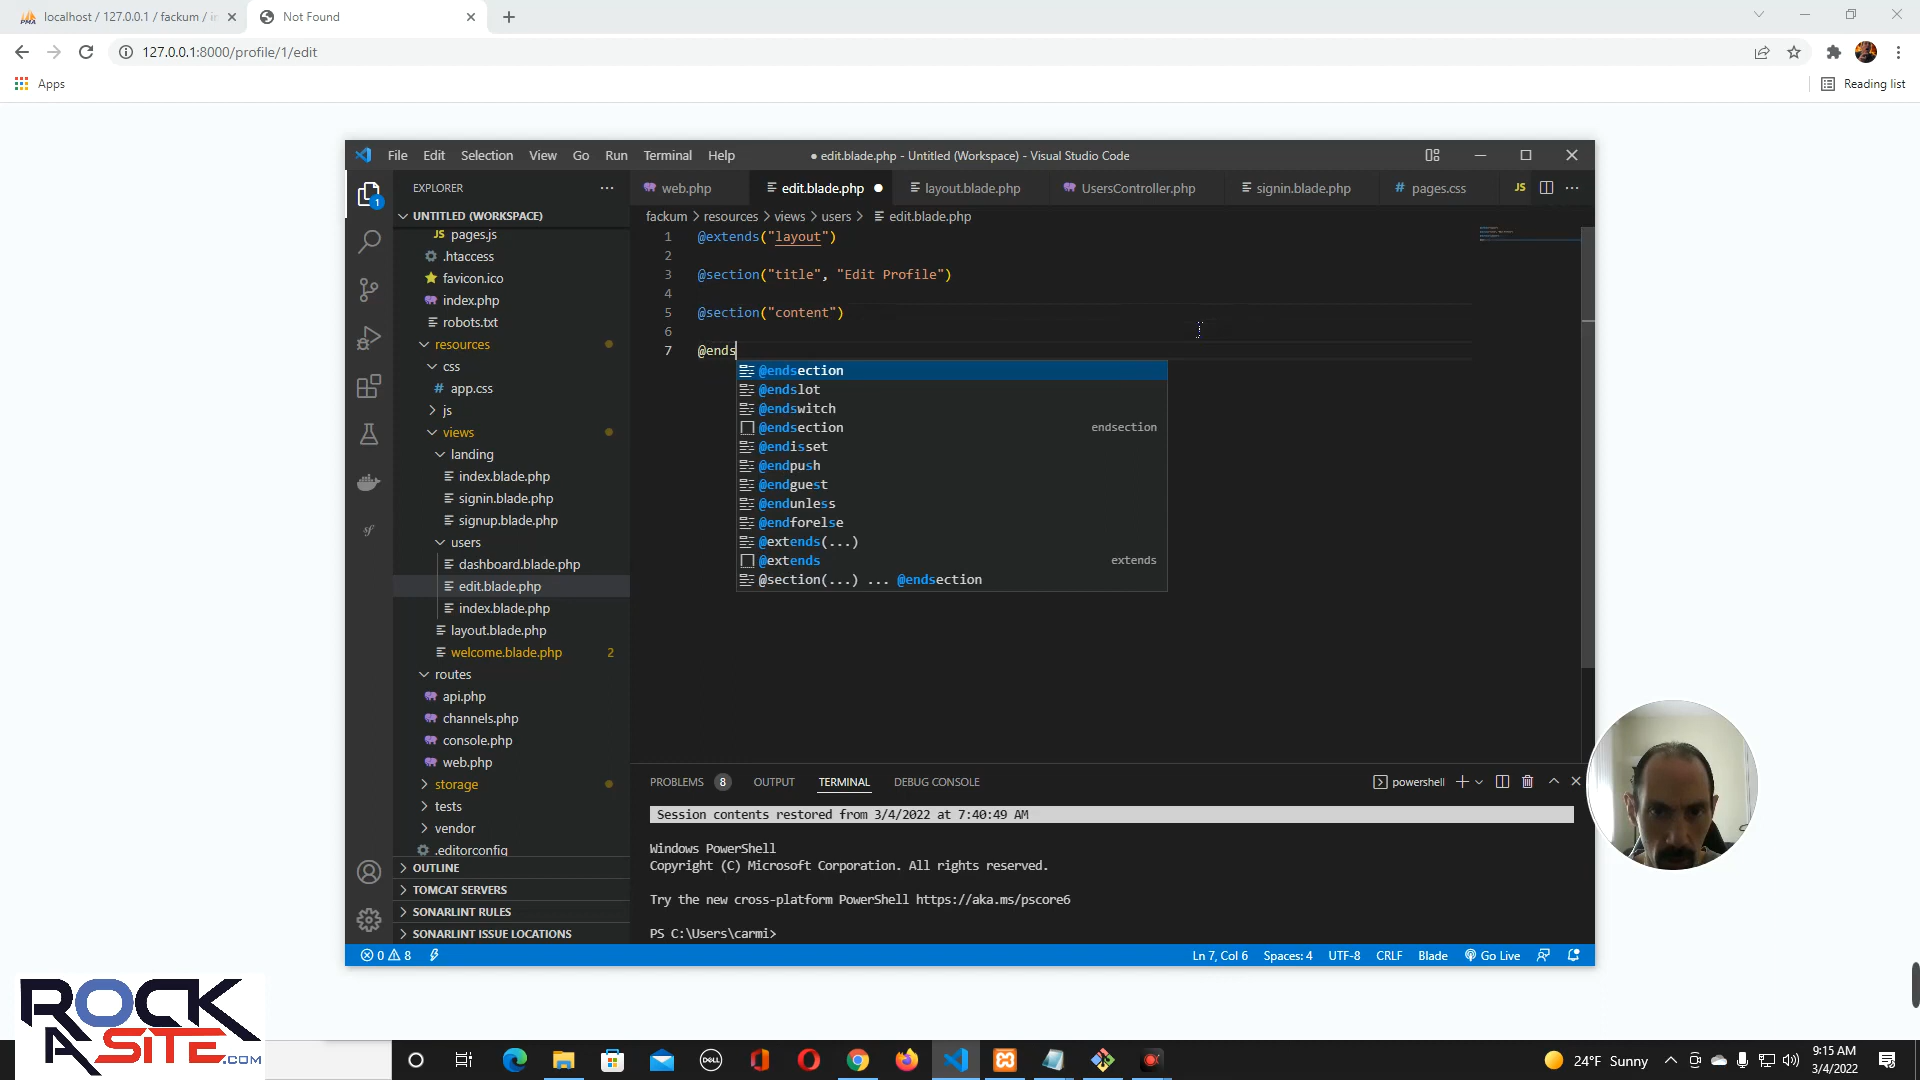 localhost / 127.0.0.1 / fackum / i
Not Found
127.0.0.1:8000/profile/1/edit
Apps
Reading list
File Edit Selection View Go Run Terminal Help
● edit.blade.php - Untitled (Workspace) - Visual Studio Code
EXPLORER
web.php
edit.blade.php
layout.blade.php
UsersController.php
signin.blade.php
# pages.css
JS
UNTITLED (WORKSPACE)
fackum > resources > views > users > edit.blade.php
1
JS pages.js
.htaccess
favicon.ico
index.php
robots.txt
resources
css
# app.css
js
views
landing
index.blade.php
signin.blade.php
signup.blade.php
users
dashboard.blade.php
edit.blade.php
index.blade.php
layout.blade.php
welcome.blade.php 2
routes
api.php
channels.php
console.php
web.php
storage
tests
vendor
.editorconfig
OUTLINE
TOMCAT SERVERS
SONARLINT RULES
SONARLINT ISSUE LOCATIONS
1 @extends("layout")
2
3 @section("title", "Edit Profile")
4
5 @section("content")
6
7 @ends
@endsection
@endslot
@endswitch
@endsection endsection
@endisset
@endpush
@endguest
@endunless
@endforelse
@extends(...)
@extends extends
@section(...) ... @endsection
PROBLEMS 8 OUTPUT TERMINAL DEBUG CONSOLE
powershell
Session contents restored from 3/4/2022 at 7:40:49 AM
Windows PowerShell
Copyright (C) Microsoft Corporation. All rights reserved.
Try the new cross-platform PowerShell https://aka.ms/pscore6
PS C:\Users\carmi>
0 8
Ln 7, Col 6 Spaces: 4 UTF-8 CRLF Blade Go Live
ROCK
A SITE.COM
DELL
24°F Sunny
9:15 AM
3/4/2022